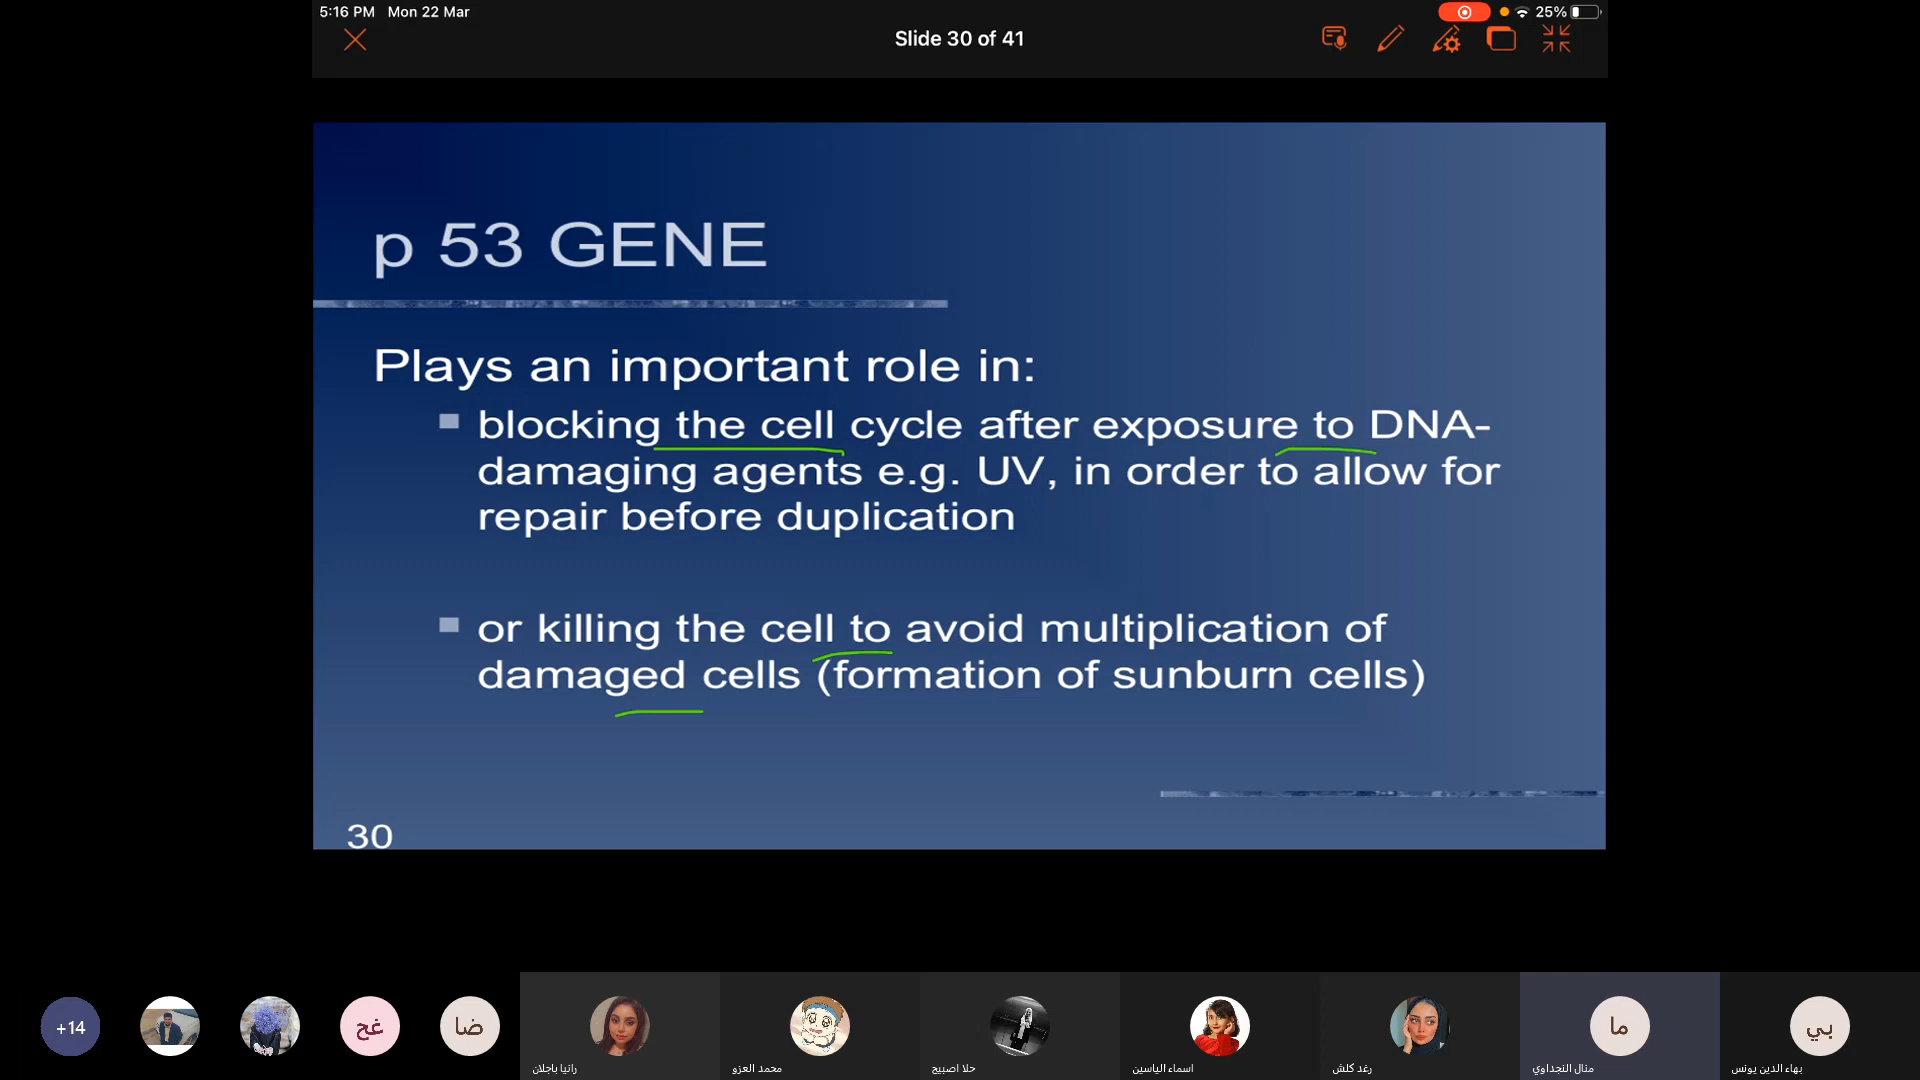 5:16 PM Mon 22 Mar
25%
Slide 30 of 41
p 53 GENE
Plays an important role in:
blocking the cell cycle after exposure to DNA-
damaging agents e.g. UV, in order to allow for
repair before duplication
or killing the cell to avoid multiplication of
damaged cells (formation of sunburn cells)
30
+14
غح
ضا
ما
بي
رانيا باجلان
محمد العزو
حلا اصبيح
اسماء الياسين
رغد كلش
منال النجداوي
بهاء الدين يونس